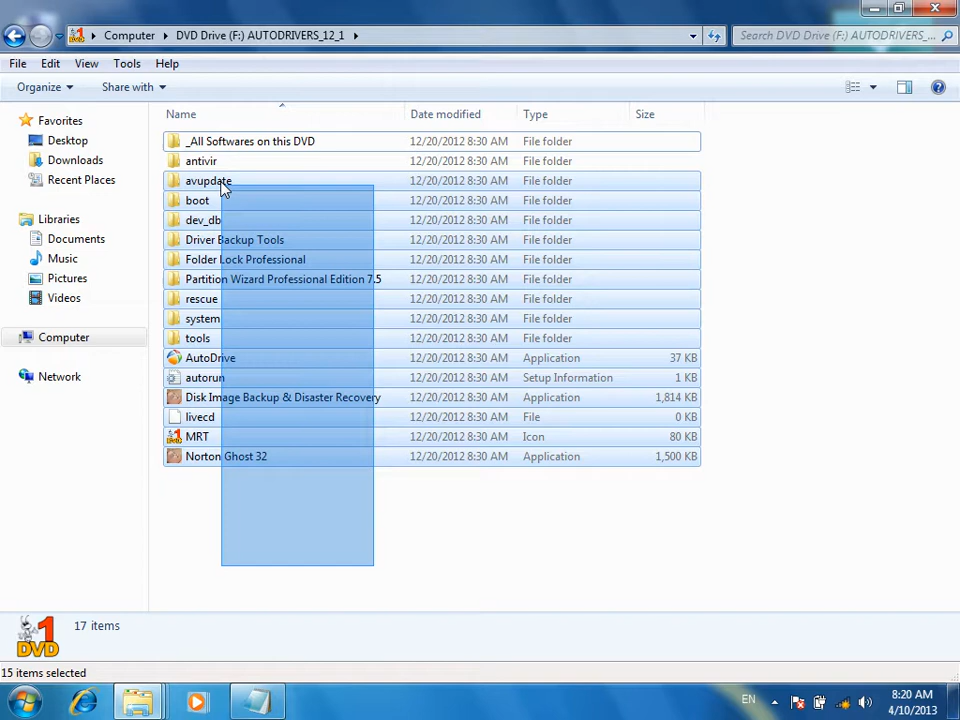 Computer DVD Drive (F:) AUTODRIVERS_12_1
Search DVD Drive (F:) AUTODRIVERS_...
File Edit View Tools Help
Organize Share with
Name Date modified Type Size
Favorites
Desktop
Downloads
Recent Places
Libraries
Documents
Music
Pictures
Videos
Computer
Network
_All Softwares on this DVD 12/20/2012 8:30 AM File folder
antivir 12/20/2012 8:30 AM File folder
avupdate 12/20/2012 8:30 AM File folder
boot 12/20/2012 8:30 AM File folder
dev_db 12/20/2012 8:30 AM File folder
Driver Backup Tools 12/20/2012 8:30 AM File folder
Folder Lock Professional 12/20/2012 8:30 AM File folder
Partition Wizard Professional Edition 7.5 12/20/2012 8:30 AM File folder
rescue 12/20/2012 8:30 AM File folder
system 12/20/2012 8:30 AM File folder
tools 12/20/2012 8:30 AM File folder
AutoDrive 12/20/2012 8:30 AM Application 37 KB
autorun 12/20/2012 8:30 AM Setup Information 1 KB
Disk Image Backup & Disaster Recovery 12/20/2012 8:30 AM Application 1,814 KB
livecd 12/20/2012 8:30 AM File 0 KB
MRT 12/20/2012 8:30 AM Icon 80 KB
Norton Ghost 32 12/20/2012 8:30 AM Application 1,500 KB
1
DVD
17 items
15 items selected
EN
8:20 AM
4/10/2013